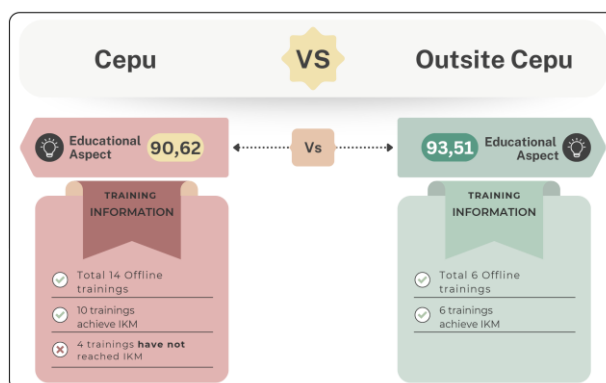 Cepu
VS
Outsite Cepu
Educational
Aspect
90,62
Vs
93,51
Educational
Aspect
TRAINING
INFORMATION
Total 14 Offline
trainings
10 trainings
achieve IKM
4 trainings have not
reached IKM
TRAINING
INFORMATION
Total 6 Offline
trainings
6 trainings
achieve IKM